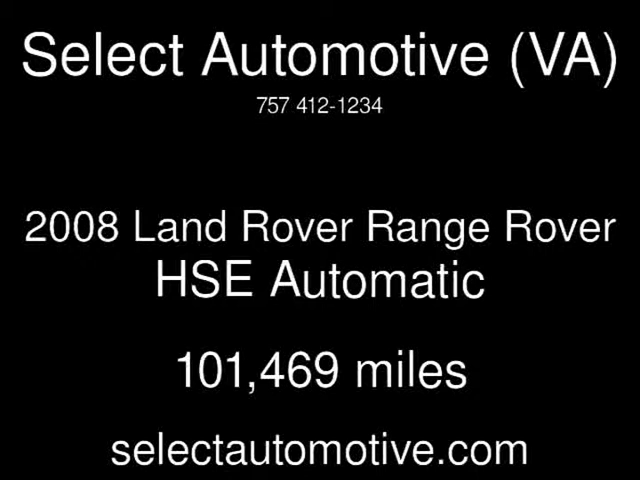 Select Automotive (VA)
757 412-1234
2008 Land Rover Range Rover
HSE Automatic
101,469 miles
selectautomotive.com